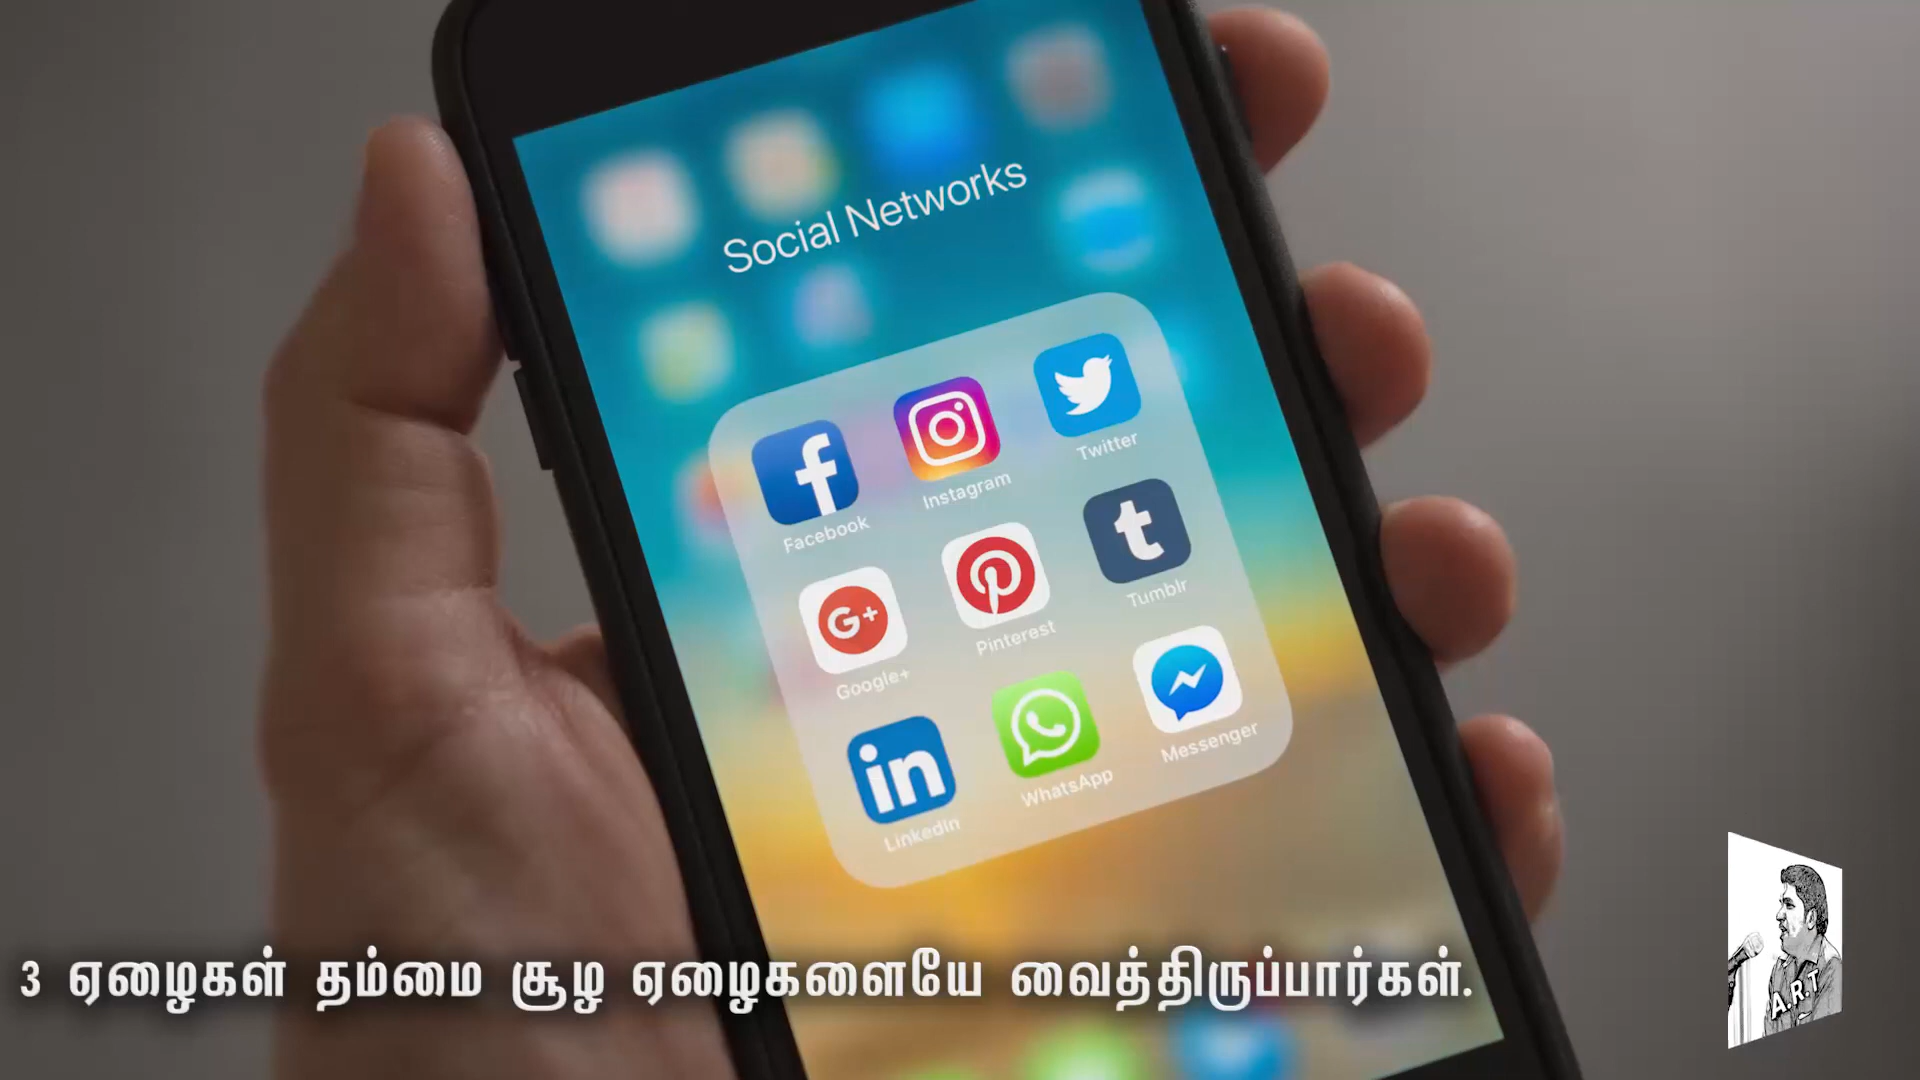 Social Networks
Facebook
Instagram
Twitter
Google+
Pinterest
Tumblr
LinkedIn
WhatsApp
Messenger
3 ஏழைகள் தம்மை சூழ ஏழைகளையே வைத்திருப்பார்கள்.
A.R.T